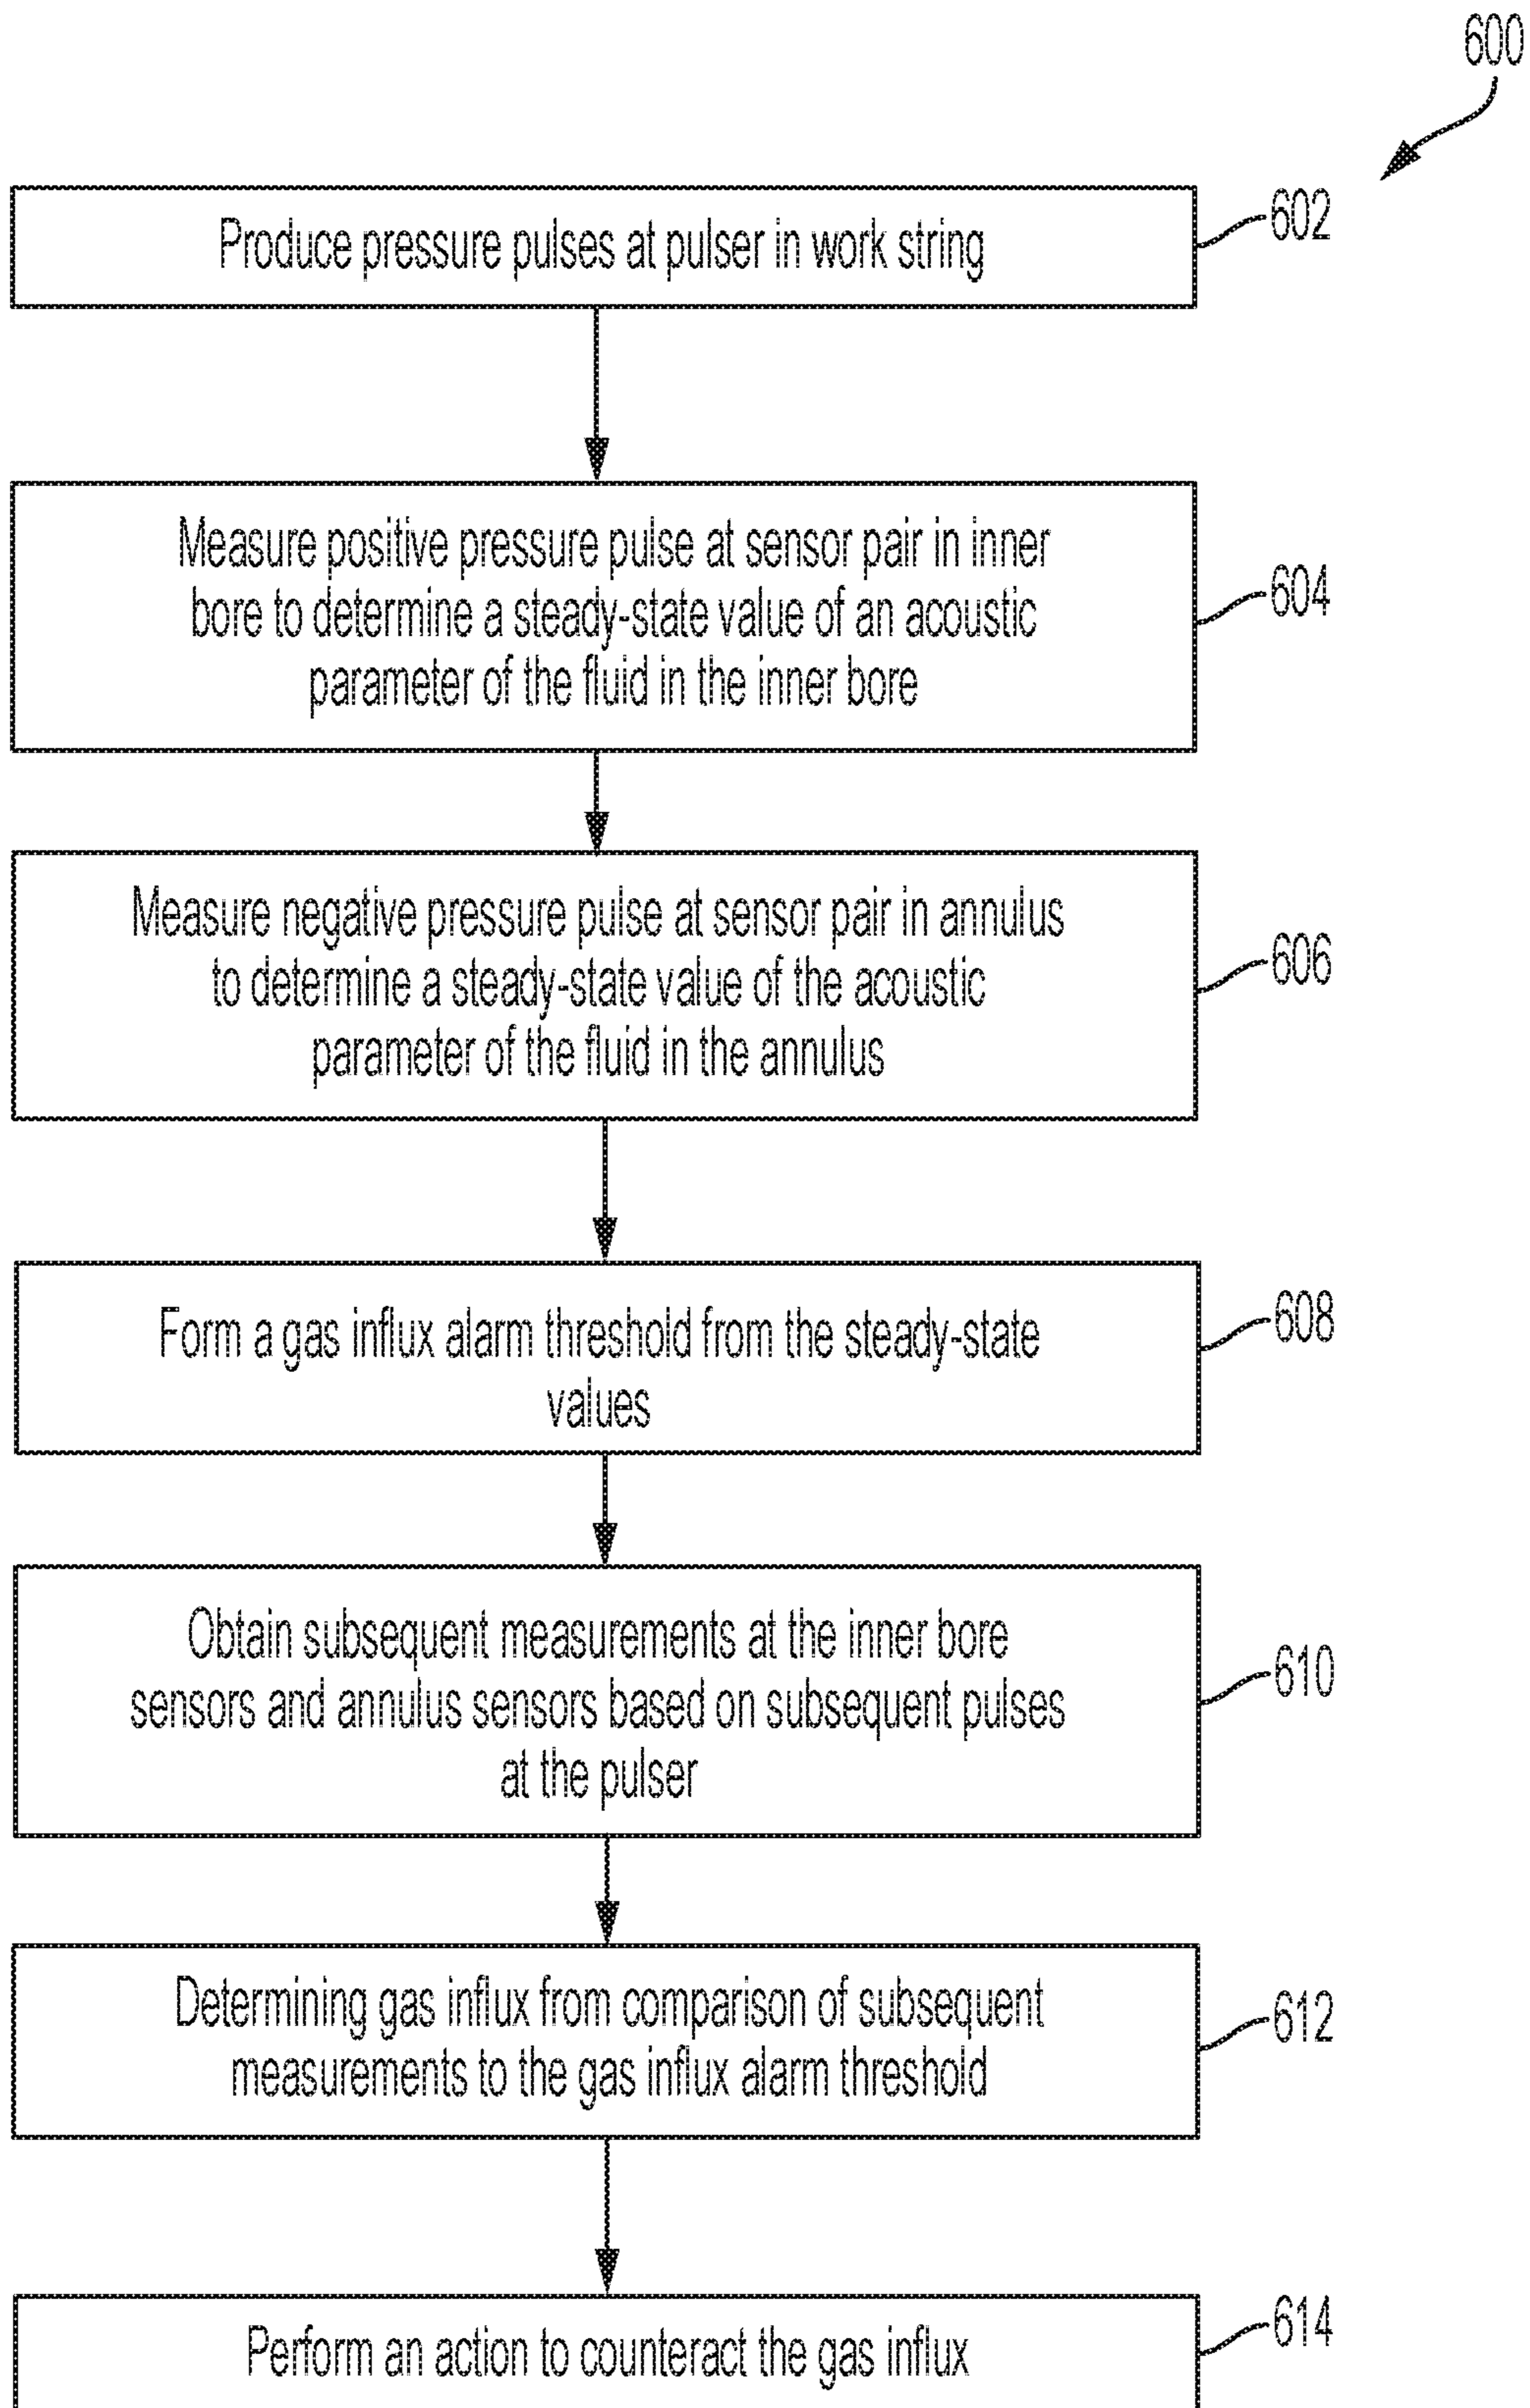 600
Produce pressure pulses at pulser in work string
602
Measure positive pressure pulse at sensor pair in inner
bore to determine a steady-state value of an acoustic
parameter of the fluid in the inner bore
604
Measure negative pressure pulse at sensor pair in annulus
to determine a steady-state value of the acoustic
parameter of the fluid in the annulus
606
Form a gas influx alarm threshold from the steady-state
values
608
Obtain subsequent measurements at the inner bore
sensors and annulus sensors based on subsequent pulses
at the pulser
610
Determining gas influx from comparison of subsequent
measurements to the gas influx alarm threshold
612
Perform an action to counteract the gas influx
614